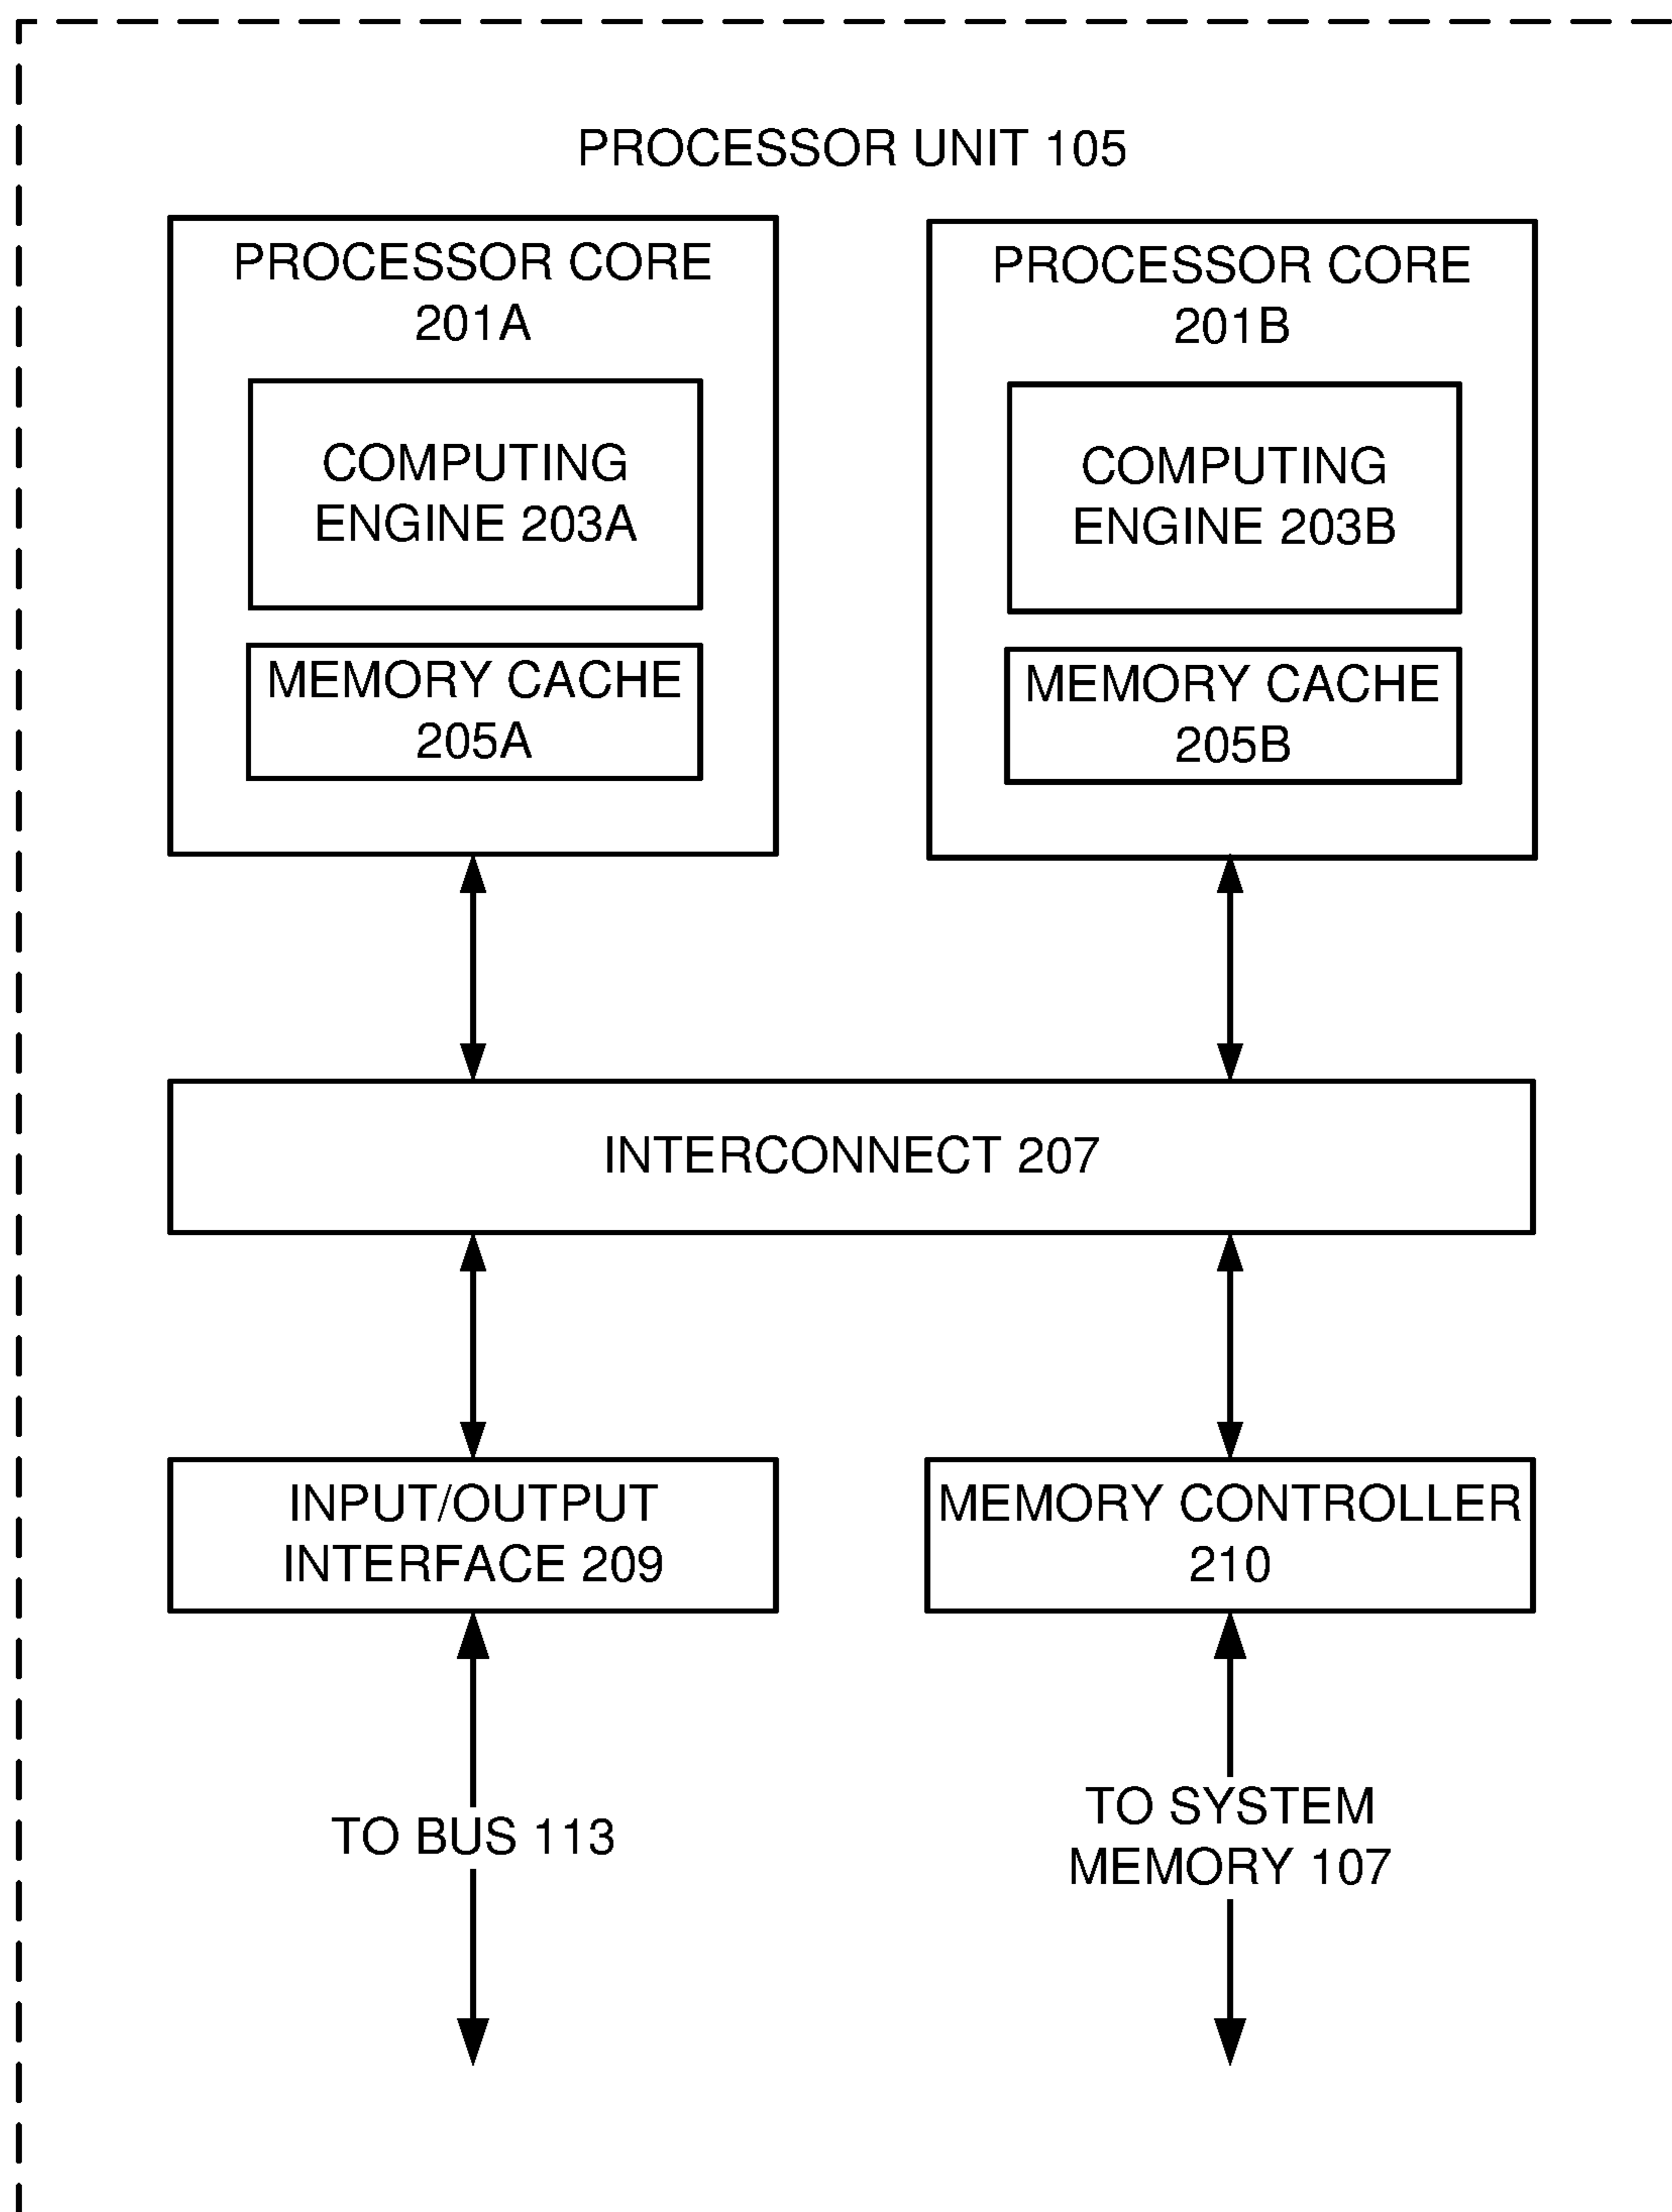 PROCESSOR UNIT 105
PROCESSOR CORE
201A
COMPUTING
ENGINE 203A
MEMORY CACHE
205A
PROCESSOR CORE
201B
COMPUTING
ENGINE 203B
MEMORY CACHE
205B
INTERCONNECT 207
INPUT/OUTPUT
INTERFACE 209
MEMORY CONTROLLER
210
TO BUS 113
TO SYSTEM
MEMORY 107